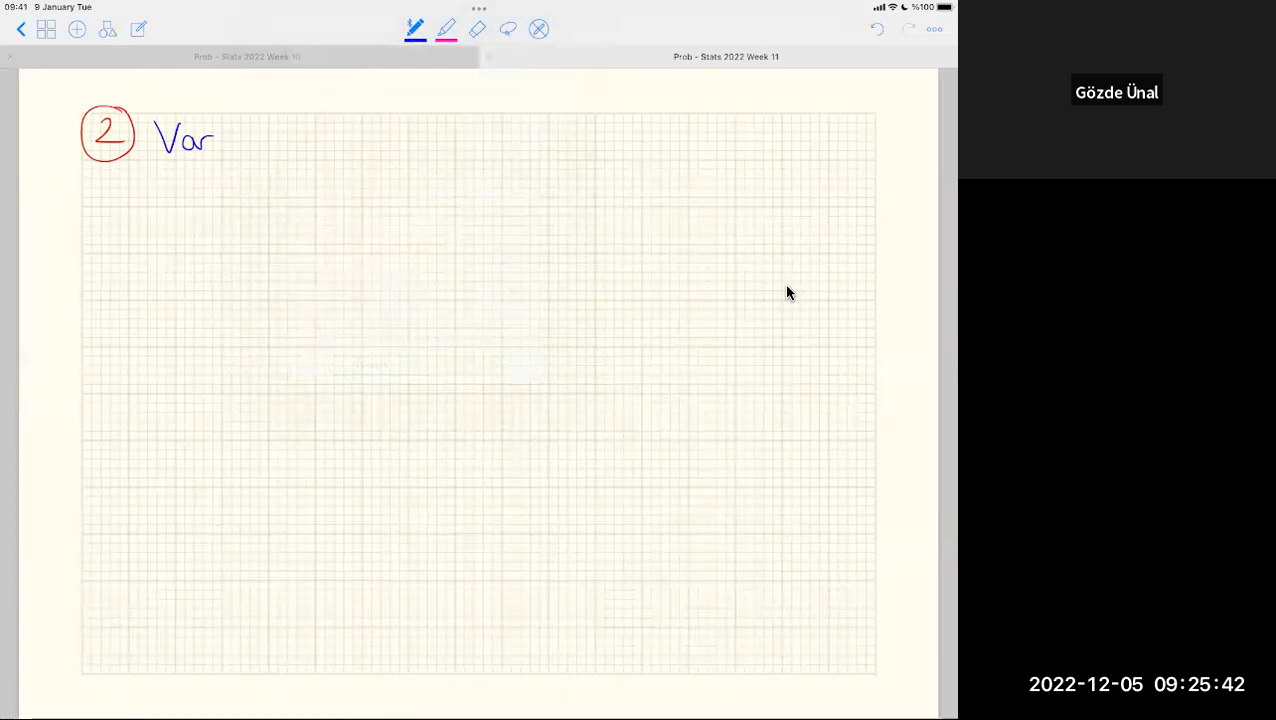 09:41 9 January Tue
%100
Prob - Stats 2022 Week 10
Prob - Stats 2022 Week 11
Gözde Ünal
2 Var
2022-12-05 09:25:42